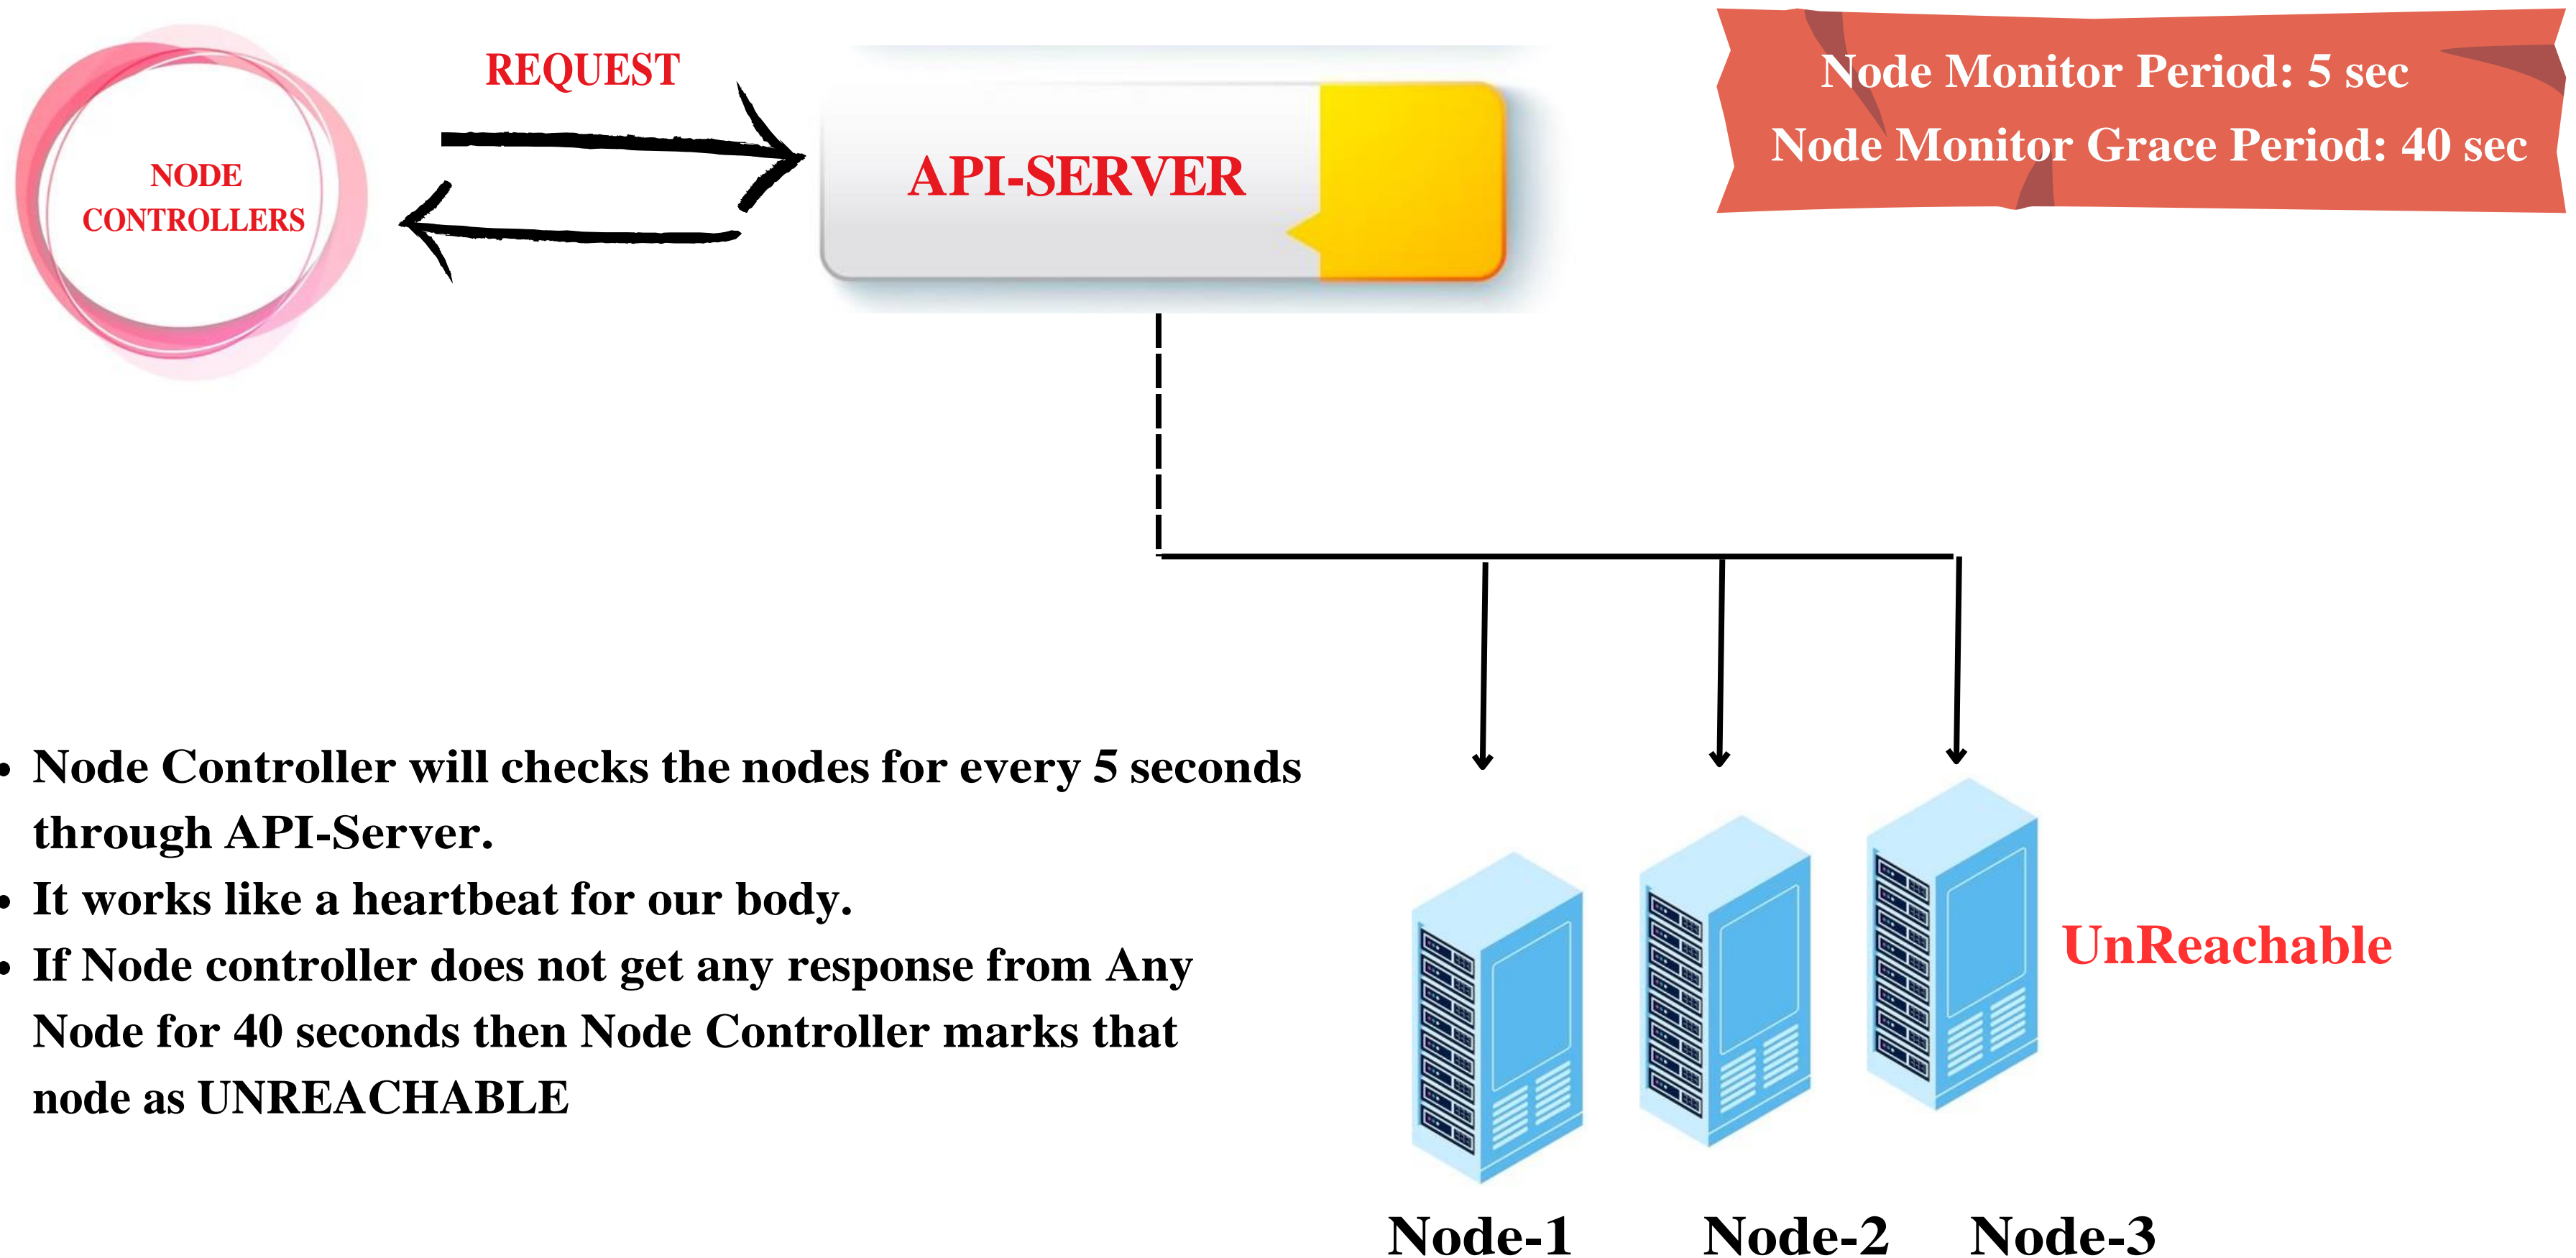 REQUEST
NODE
CONTROLLERS
API-SERVER
Node Monitor Period: 5 sec
Node Monitor Grace Period: 40 sec
• Node Controller will checks the nodes for every 5 seconds
through API-Server.
• It works like a heartbeat for our body.
• If Node controller does not get any response from Any
Node for 40 seconds then Node Controller marks that
node as UNREACHABLE
UnReachable
Node-1
Node-2
Node-3